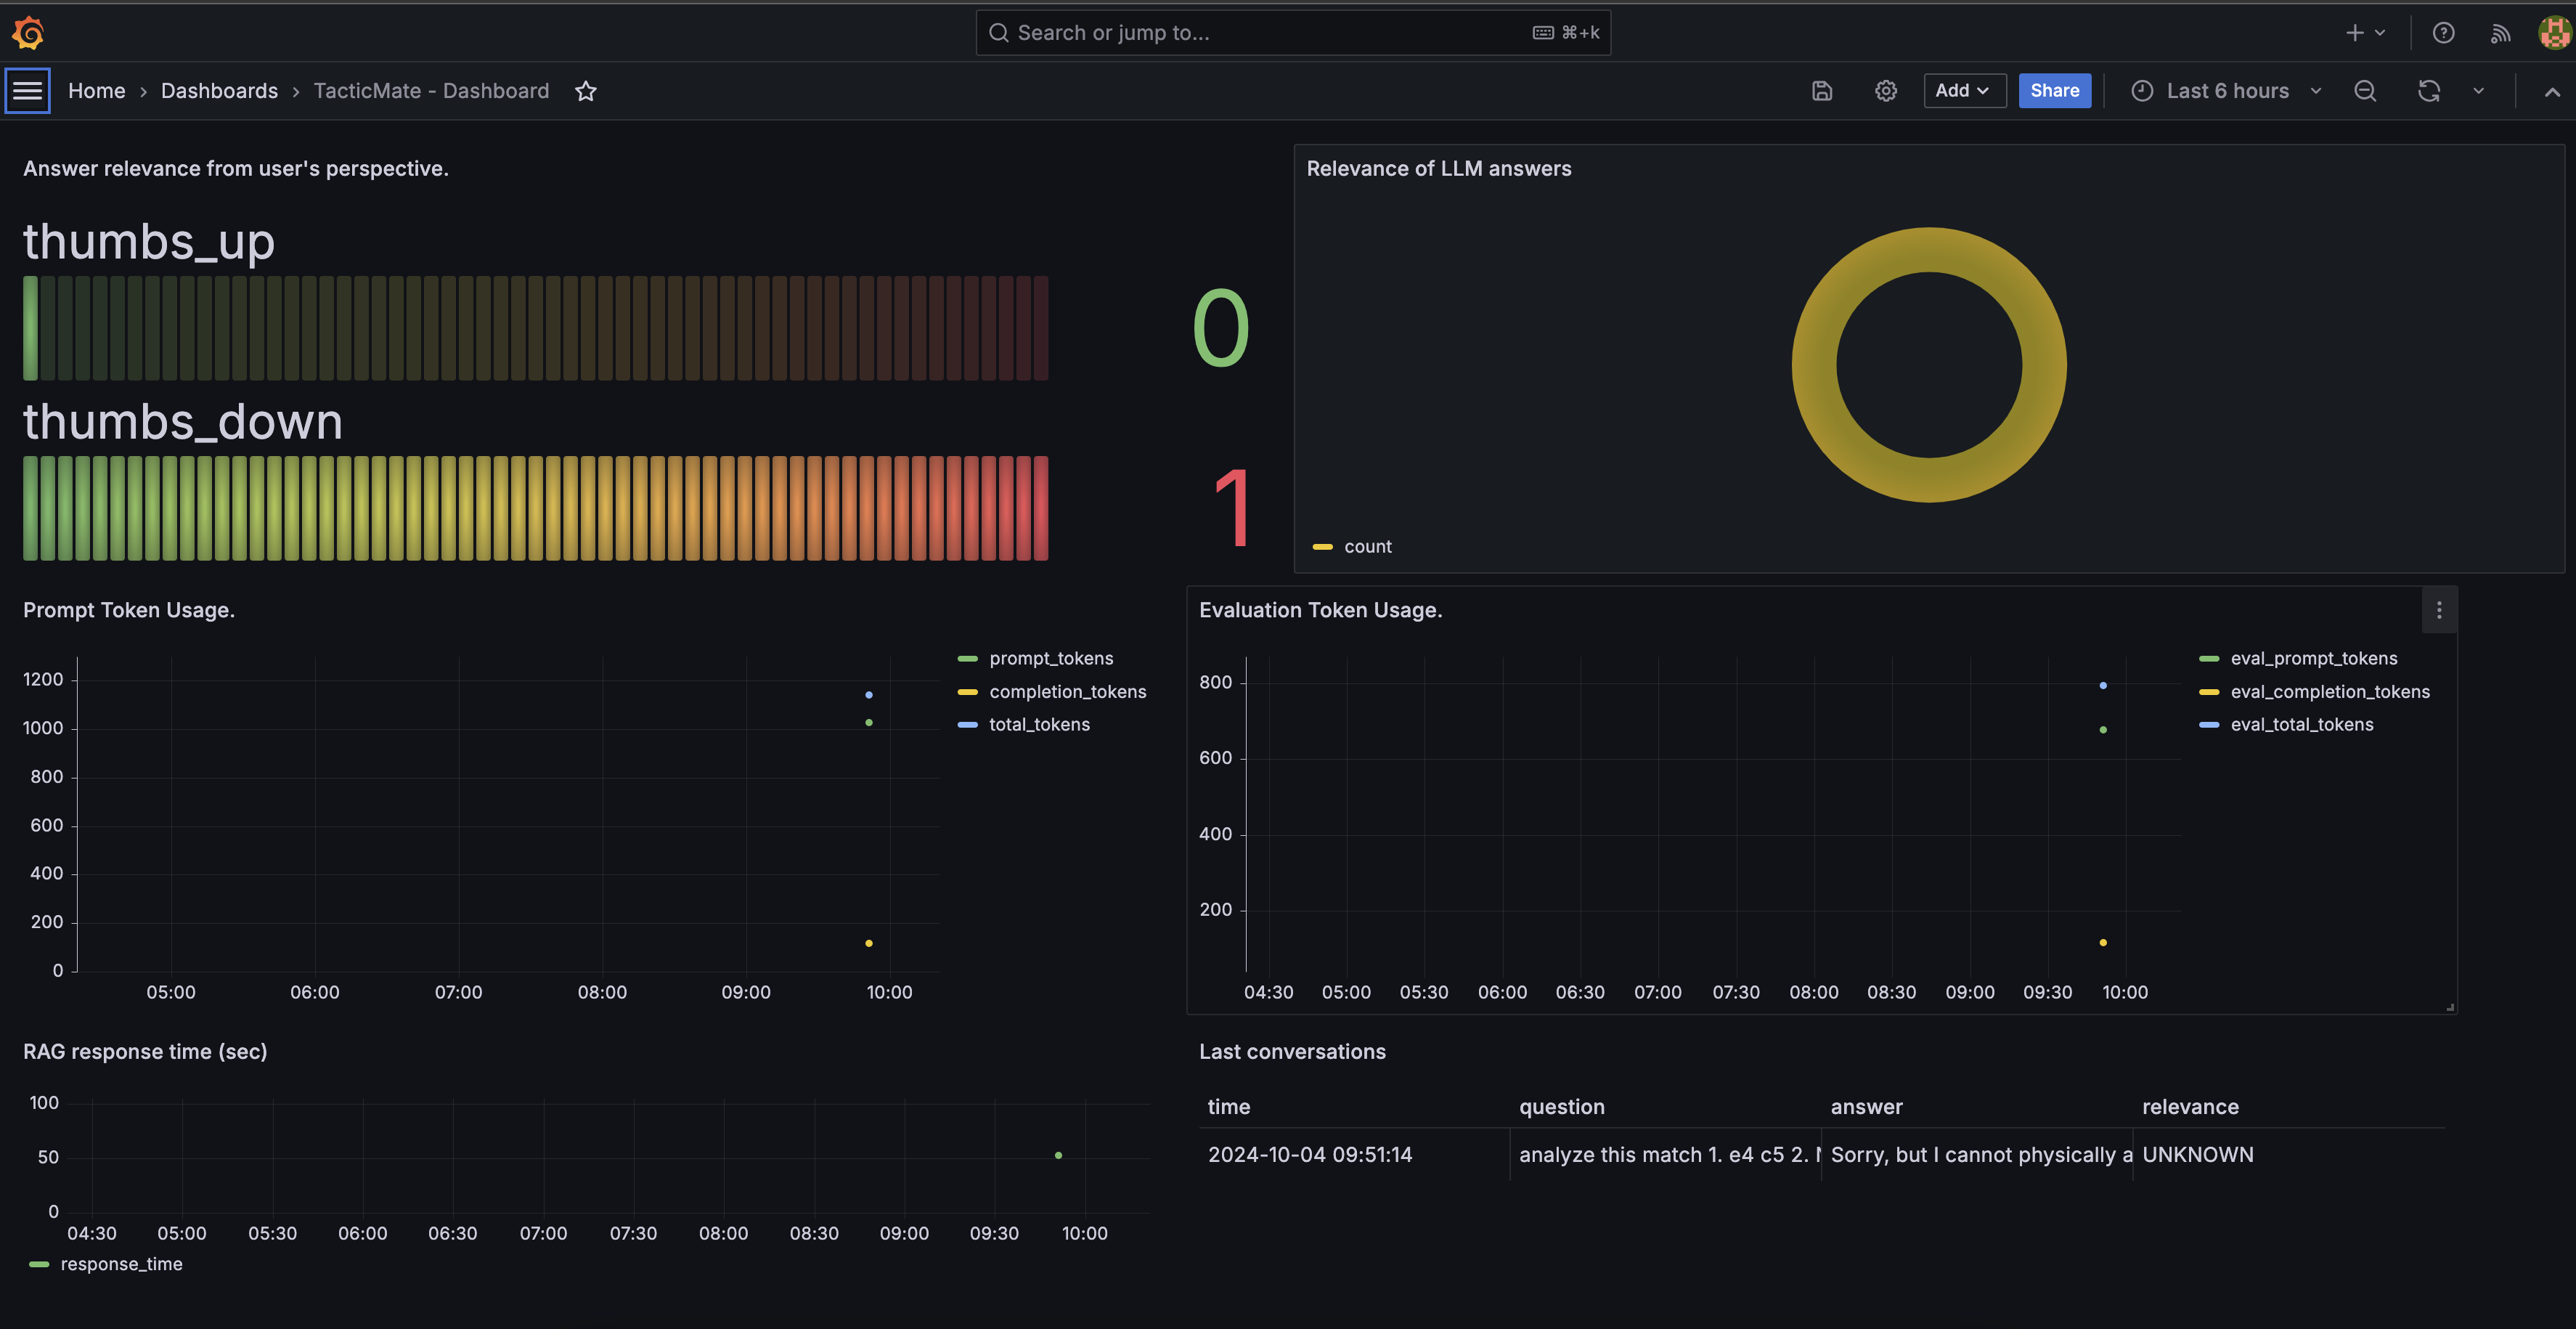 Search or jump to... ⌘+k
Home › Dashboards › TacticMate - Dashboard
Add Share Last 6 hours
Answer relevance from user's perspective.
thumbs_up
0
thumbs_down
1
Relevance of LLM answers
count
Prompt Token Usage.
1200
1000
800
600
400
200
0
05:00 06:00 07:00 08:00 09:00 10:00
prompt_tokens
completion_tokens
total_tokens
Evaluation Token Usage.
800
600
400
200
04:30 05:00 05:30 06:00 06:30 07:00 07:30 08:00 08:30 09:00 09:30 10:00
eval_prompt_tokens
eval_completion_tokens
eval_total_tokens
RAG response time (sec)
100
50
0
04:30 05:00 05:30 06:00 06:30 07:00 07:30 08:00 08:30 09:00 09:30 10:00
response_time
Last conversations
time question answer relevance
2024-10-04 09:51:14 analyze this match 1. e4 c5 2. Sorry, but I cannot physically a UNKNOWN